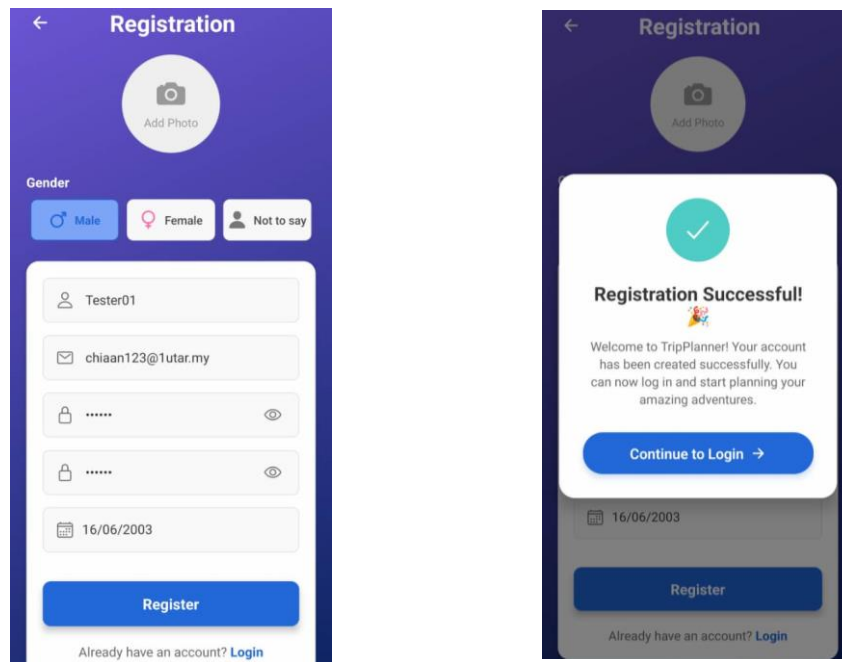 Registration
Add Photo
Gender
Male
Female
Not to say
Tester01
chiaan123@1utar.my
••••••
••••••
16/06/2003
Register
Already have an account? Login
Registration
Add Photo
Registration Successful!
🎉
Welcome to TripPlanner! Your account
has been created successfully. You
can now log in and start planning your
amazing adventures.
Continue to Login →
16/06/2003
Register
Already have an account? Login